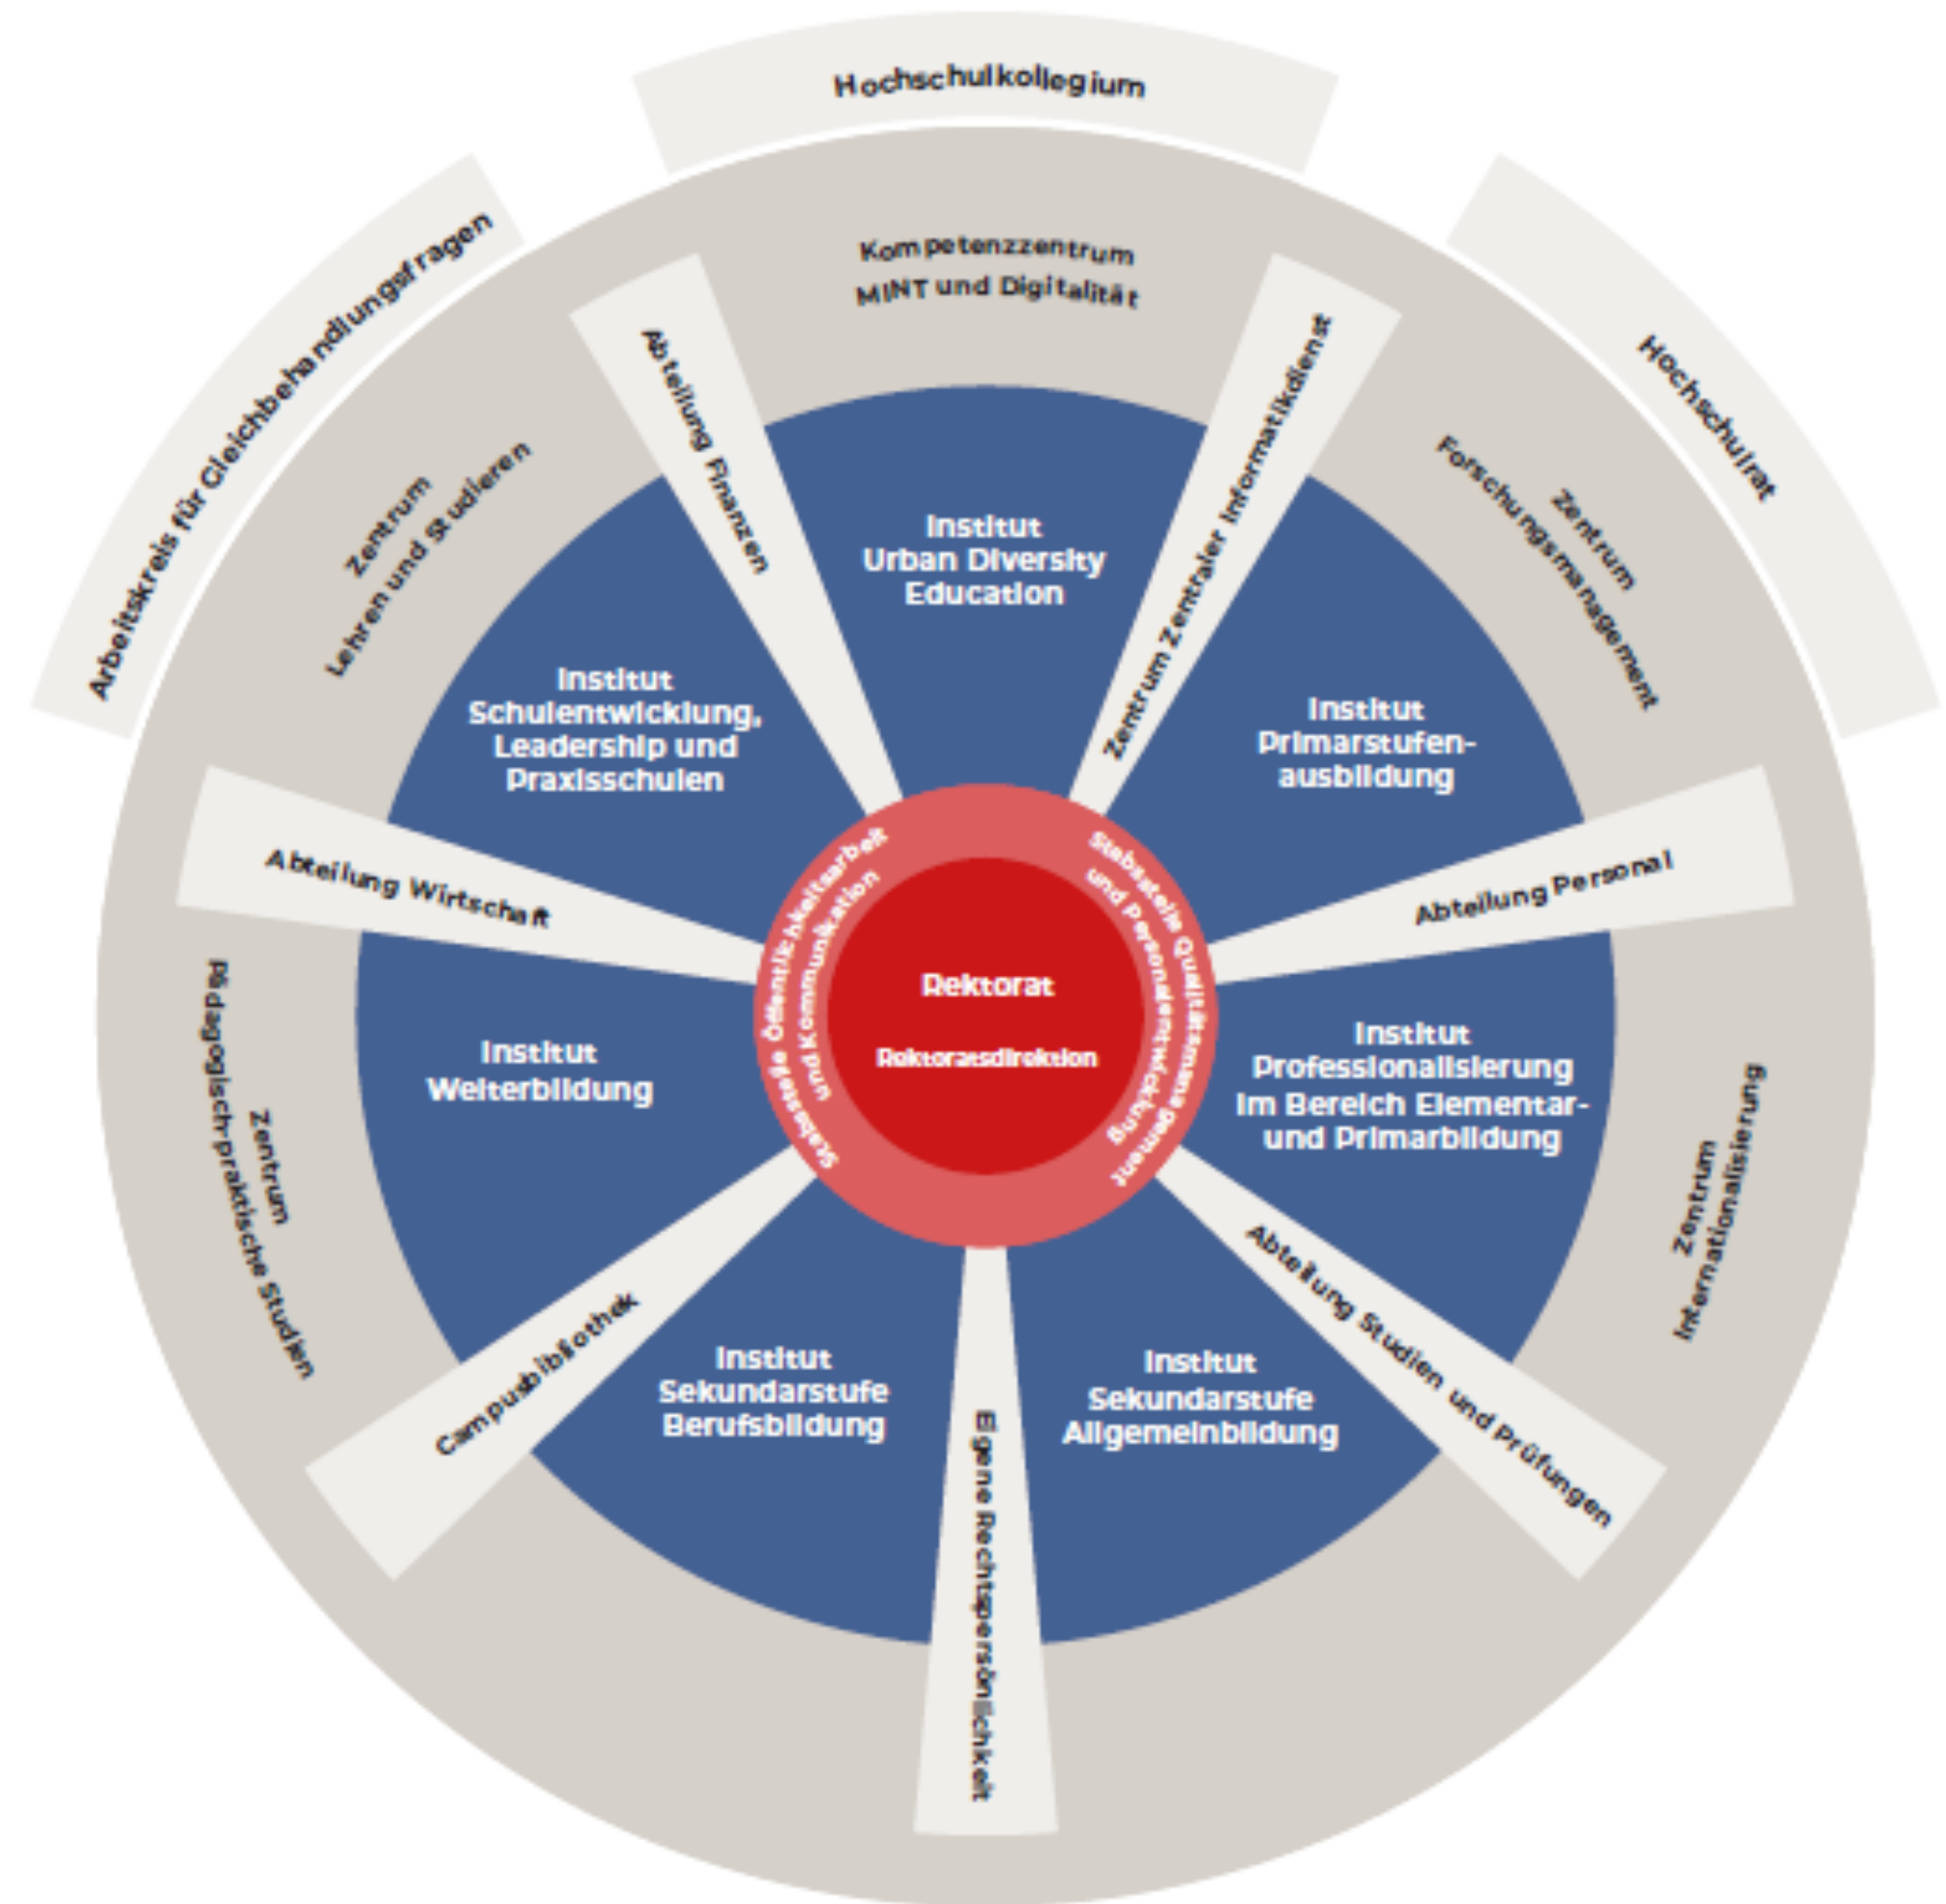 Hochschulkollegium
Arbeitskreis für Gleichbehandlungsfragen
Hochschulrat
Kompetenzzentrum
MINT und Digitalität
Zentrum
Lehren und Studieren
Zentrum
Forschungsmanagement
Zentrum
Pädagogisch-praktische Studien
Zentrum
Internationalisierung
Abteilung Finanzen
Zentrum Zentraler Informatikdienst
Abteilung Wirtschaft
Abteilung Personal
Campusbibliothek
Abteilung Studien und Prüfungen
Eigene Rechtspersönlichkeit
Institut
Urban Diversity
Education
Institut
Schulentwicklung,
Leadership und
Praxisschulen
Institut
Primarstufen-
ausbildung
Institut
Weiterbildung
Institut
Professionalisierung
im Bereich Elementar-
und Primarbildung
Institut
Sekundarstufe
Berufsbildung
Institut
Sekundarstufe
Allgemeinbildung
Stabsstelle Öffentlichkeitsarbeit
und Kommunikation
Stabsstelle Qualitätsmanagement
und Personalentwicklung
Rektorat
Rektoratsdirektion